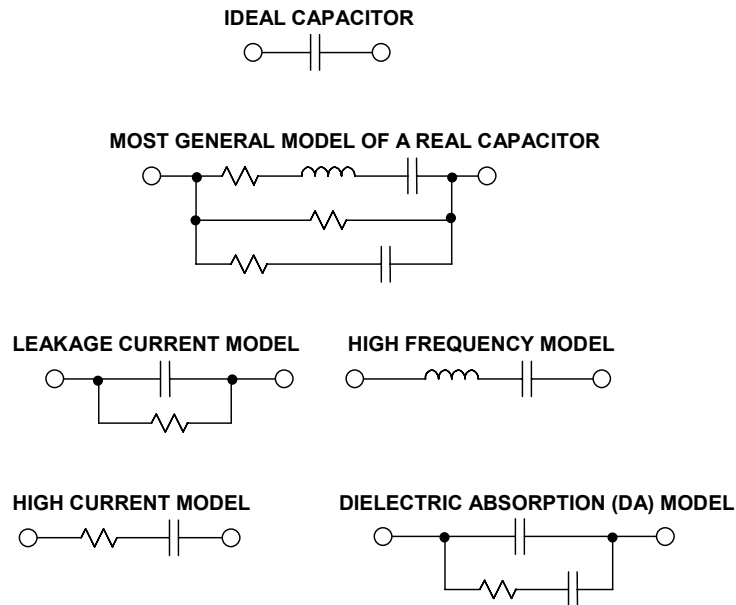 IDEAL CAPACITOR
MOST GENERAL MODEL OF A REAL CAPACITOR
LEAKAGE CURRENT MODEL
HIGH FREQUENCY MODEL
HIGH CURRENT MODEL
DIELECTRIC ABSORPTION (DA) MODEL